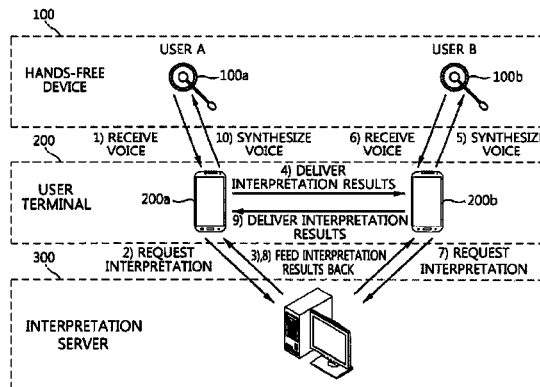 100
USER A
USER B
HANDS-FREE
DEVICE
100a
100b
1) RECEIVE
VOICE
10) SYNTHESIZE
VOICE
6) RECEIVE
VOICE
5) SYNTHESIZE
VOICE
200
4) DELIVER
INTERPRETATION RESULTS
USER
TERMINAL
200a
200b
9) DELIVER INTERPRETATION
RESULTS
2) REQUEST
INTERPRETATION
3),8) FEED INTERPRETATION
RESULTS BACK
7) REQUEST
INTERPRETATION
300
INTERPRETATION
SERVER